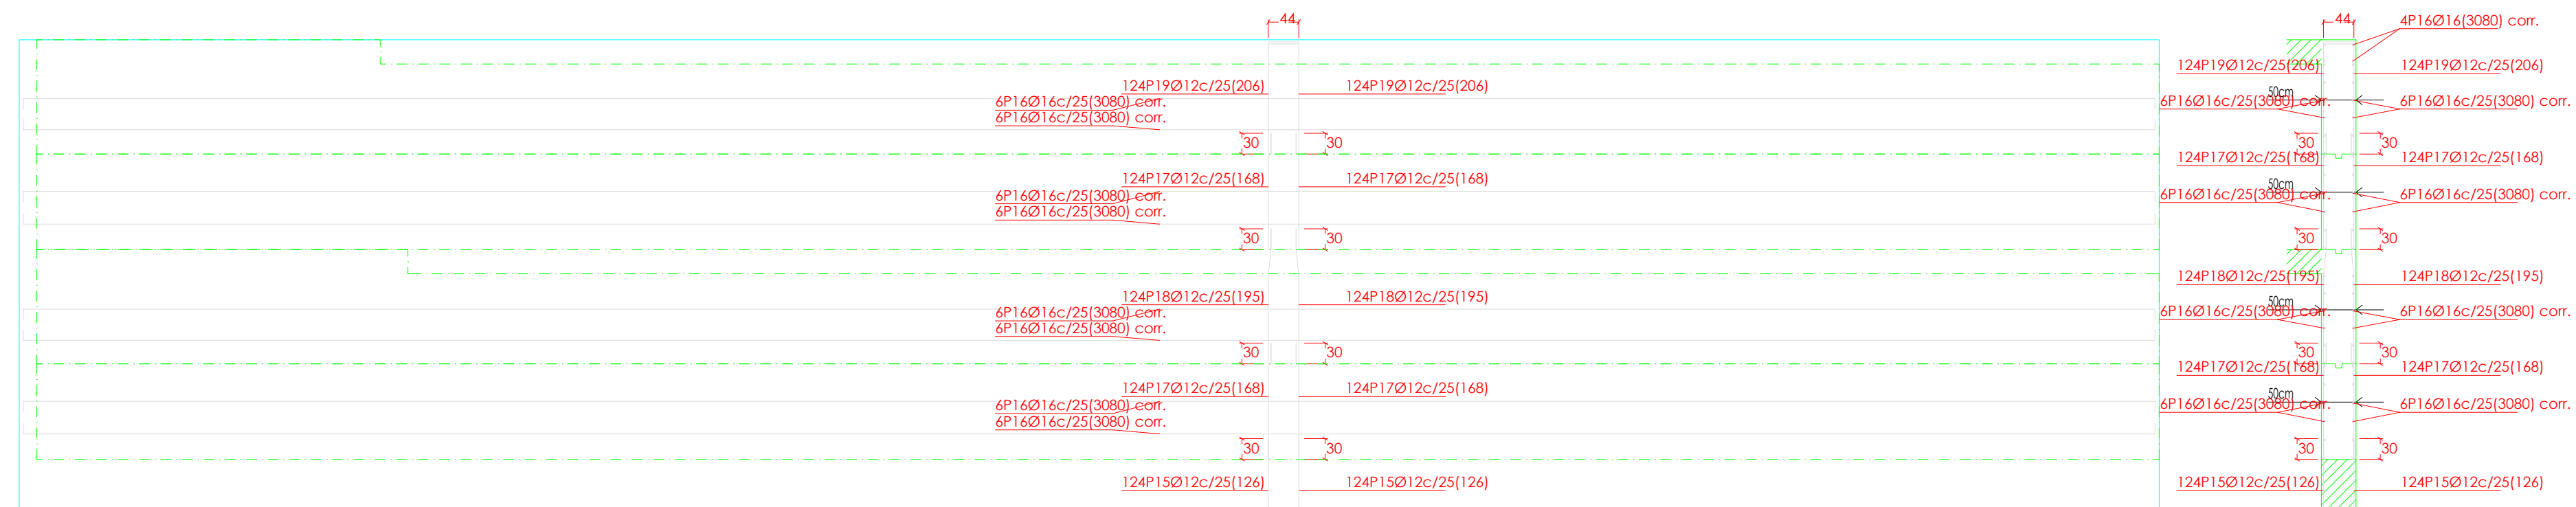 44
44
4P16Ø16(3080) corr.
124P19Ø12c/25(206)
124P19Ø12c/25(206)
124P19Ø12c/25(206)
124P19Ø12c/25(206)
50cm
6P16Ø16c/25(3080) corr.
6P16Ø16c/25(3080) corr.
6P16Ø16c/25(3080) corr.
6P16Ø16c/25(3080) corr.
30
30
30
30
124P17Ø12c/25(168)
124P17Ø12c/25(168)
124P17Ø12c/25(168)
124P17Ø12c/25(168)
50cm
6P16Ø16c/25(3080) corr.
6P16Ø16c/25(3080) corr.
6P16Ø16c/25(3080) corr.
6P16Ø16c/25(3080) corr.
30
30
30
30
124P18Ø12c/25(195)
124P18Ø12c/25(195)
124P18Ø12c/25(195)
124P18Ø12c/25(195)
50cm
6P16Ø16c/25(3080) corr.
6P16Ø16c/25(3080) corr.
6P16Ø16c/25(3080) corr.
6P16Ø16c/25(3080) corr.
30
30
30
30
124P17Ø12c/25(168)
124P17Ø12c/25(168)
124P17Ø12c/25(168)
124P17Ø12c/25(168)
50cm
6P16Ø16c/25(3080) corr.
6P16Ø16c/25(3080) corr.
6P16Ø16c/25(3080) corr.
6P16Ø16c/25(3080) corr.
30
30
30
30
124P15Ø12c/25(126)
124P15Ø12c/25(126)
124P15Ø12c/25(126)
124P15Ø12c/25(126)